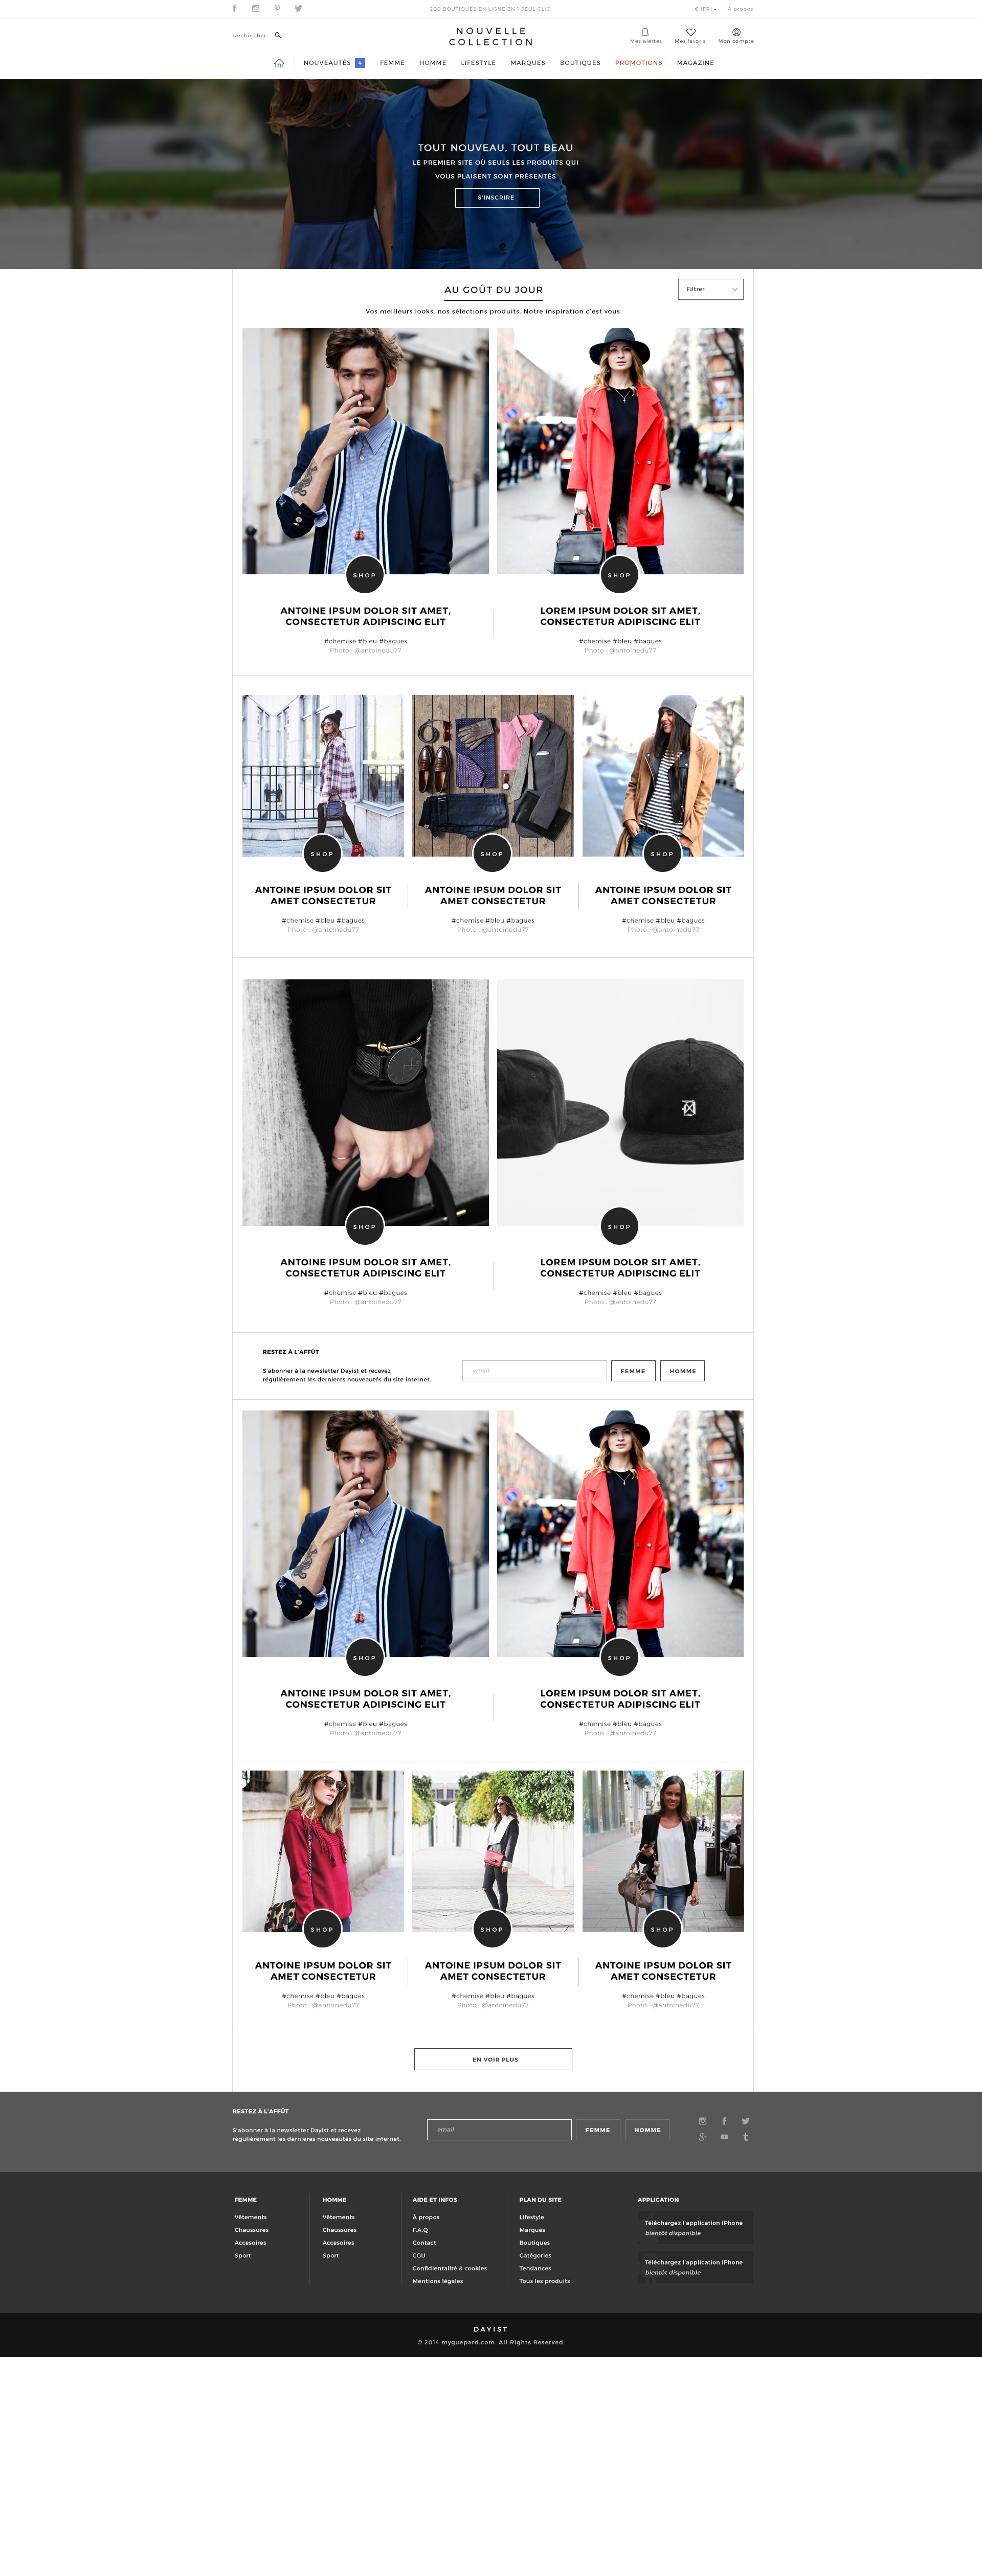 200 BOUTIQUES EN LIGNE EN 1 SEUL CLIC
€ (FR)
À propos
Rechercher
NOUVELLE
COLLECTION
Mes alertes
Mes favoris
Mon compte
NOUVEAUTÉS 4 FEMME HOMME LIFESTYLE MARQUES BOUTIQUES PROMOTIONS MAGAZINE
TOUT NOUVEAU, TOUT BEAU
LE PREMIER SITE OÙ SEULS LES PRODUITS QUI
VOUS PLAISENT SONT PRÉSENTÉS
S'INSCRIRE
AU GOÛT DU JOUR
Filtrer
Vos meilleurs looks, nos sélections produits. Notre inspiration c'est vous.
SHOP
ANTOINE IPSUM DOLOR SIT AMET,
CONSECTETUR ADIPISCING ELIT
#chemise #bleu #bagues
Photo : @antoinedu77
SHOP
LOREM IPSUM DOLOR SIT AMET,
CONSECTETUR ADIPISCING ELIT
#chemise #bleu #bagues
Photo : @antoinedu77
SHOP
ANTOINE IPSUM DOLOR SIT
AMET CONSECTETUR
#chemise #bleu #bagues
Photo : @antoinedu77
SHOP
ANTOINE IPSUM DOLOR SIT
AMET CONSECTETUR
#chemise #bleu #bagues
Photo : @antoinedu77
SHOP
ANTOINE IPSUM DOLOR SIT
AMET CONSECTETUR
#chemise #bleu #bagues
Photo : @antoinedu77
SHOP
ANTOINE IPSUM DOLOR SIT AMET,
CONSECTETUR ADIPISCING ELIT
#chemise #bleu #bagues
Photo : @antoinedu77
SHOP
LOREM IPSUM DOLOR SIT AMET,
CONSECTETUR ADIPISCING ELIT
#chemise #bleu #bagues
Photo : @antoinedu77
RESTEZ À L'AFFÛT
S'abonner à la newsletter Dayist et recevez
régulièrement les dernieres nouveautés du site internet.
email
FEMME
HOMME
SHOP
ANTOINE IPSUM DOLOR SIT AMET,
CONSECTETUR ADIPISCING ELIT
#chemise #bleu #bagues
Photo : @antoinedu77
SHOP
LOREM IPSUM DOLOR SIT AMET,
CONSECTETUR ADIPISCING ELIT
#chemise #bleu #bagues
Photo : @antoinedu77
SHOP
ANTOINE IPSUM DOLOR SIT
AMET CONSECTETUR
#chemise #bleu #bagues
Photo : @antoinedu77
SHOP
ANTOINE IPSUM DOLOR SIT
AMET CONSECTETUR
#chemise #bleu #bagues
Photo : @antoinedu77
SHOP
ANTOINE IPSUM DOLOR SIT
AMET CONSECTETUR
#chemise #bleu #bagues
Photo : @antoinedu77
EN VOIR PLUS
RESTEZ À L'AFFÛT
S'abonner à la newsletter Dayist et recevez
régulièrement les dernieres nouveautés du site internet.
email
FEMME
HOMME
FEMME
Vêtements
Chaussures
Accesoires
Sport
HOMME
Vêtements
Chaussures
Accesoires
Sport
AIDE ET INFOS
À propos
F.A.Q
Contact
CGU
Confidentialité & cookies
Mentions légales
PLAN DU SITE
Lifestyle
Marques
Boutiques
Catégories
Tendances
Tous les produits
APPLICATION
Téléchargez l'application iPhone
bientôt disponible
Téléchargez l'application iPhone
bientôt disponible
DAYIST
© 2014 myguepard.com. All Rights Reserved.